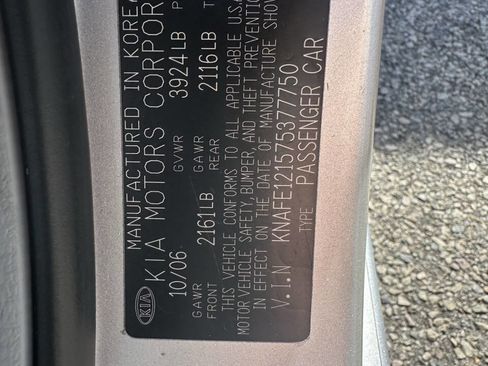 MANUFACTURED IN KOREA
KIA MOTORS CORPOR
10/06 GVWR 3924LB P
GAWR FRONT 2161LB GAWR REAR 2116LB T
THIS VEHICLE CONFORMS TO ALL APPLICABLE U.S.A
MOTOR VEHICLE SAFETY, BUMPER, AND THEFT PREVENTION
IN EFFECT ON THE DATE OF MANUFACTURE SHOW
V.I.N KNAFE121575377750
TYPE PASSENGER CAR
KIA